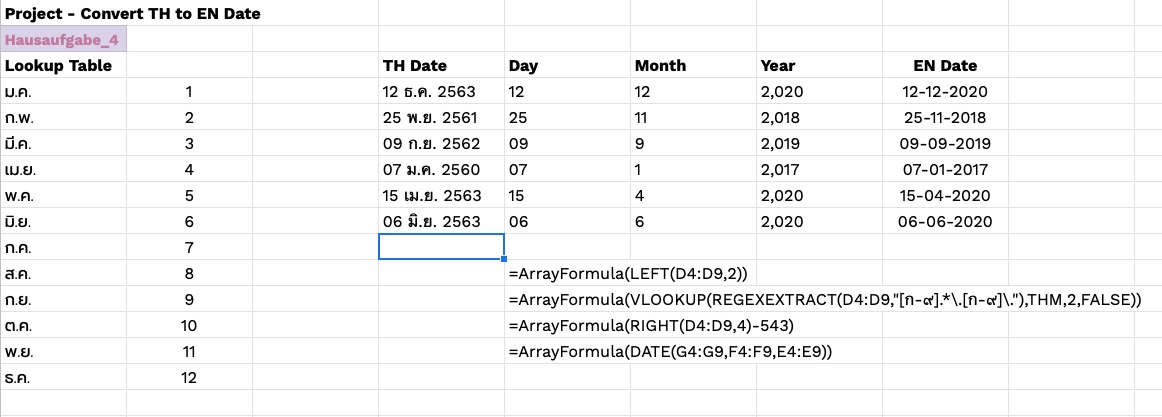 Project - Convert TH to EN Date
Hausaufgabe_4
Lookup Table TH Date Day Month Year EN Date
ม.ค. 1 12 ธ.ค. 2563 12 12 2,020 12-12-2020
ก.พ. 2 25 พ.ย. 2561 25 11 2,018 25-11-2018
มี.ค. 3 09 ก.ย. 2562 09 9 2,019 09-09-2019
เม.ย. 4 07 ม.ค. 2560 07 1 2,017 07-01-2017
พ.ค. 5 15 เม.ย. 2563 15 4 2,020 15-04-2020
มิ.ย. 6 06 มิ.ย. 2563 06 6 2,020 06-06-2020
ก.ค. 7
ส.ค. 8 =ArrayFormula(LEFT(D4:D9,2))
ก.ย. 9 =ArrayFormula(VLOOKUP(REGEXEXTRACT(D4:D9,"[ก-๙].*\.[ก-๙]\."),THM,2,FALSE))
ต.ค. 10 =ArrayFormula(RIGHT(D4:D9,4)-543)
พ.ย. 11 =ArrayFormula(DATE(G4:G9,F4:F9,E4:E9))
ธ.ค. 12